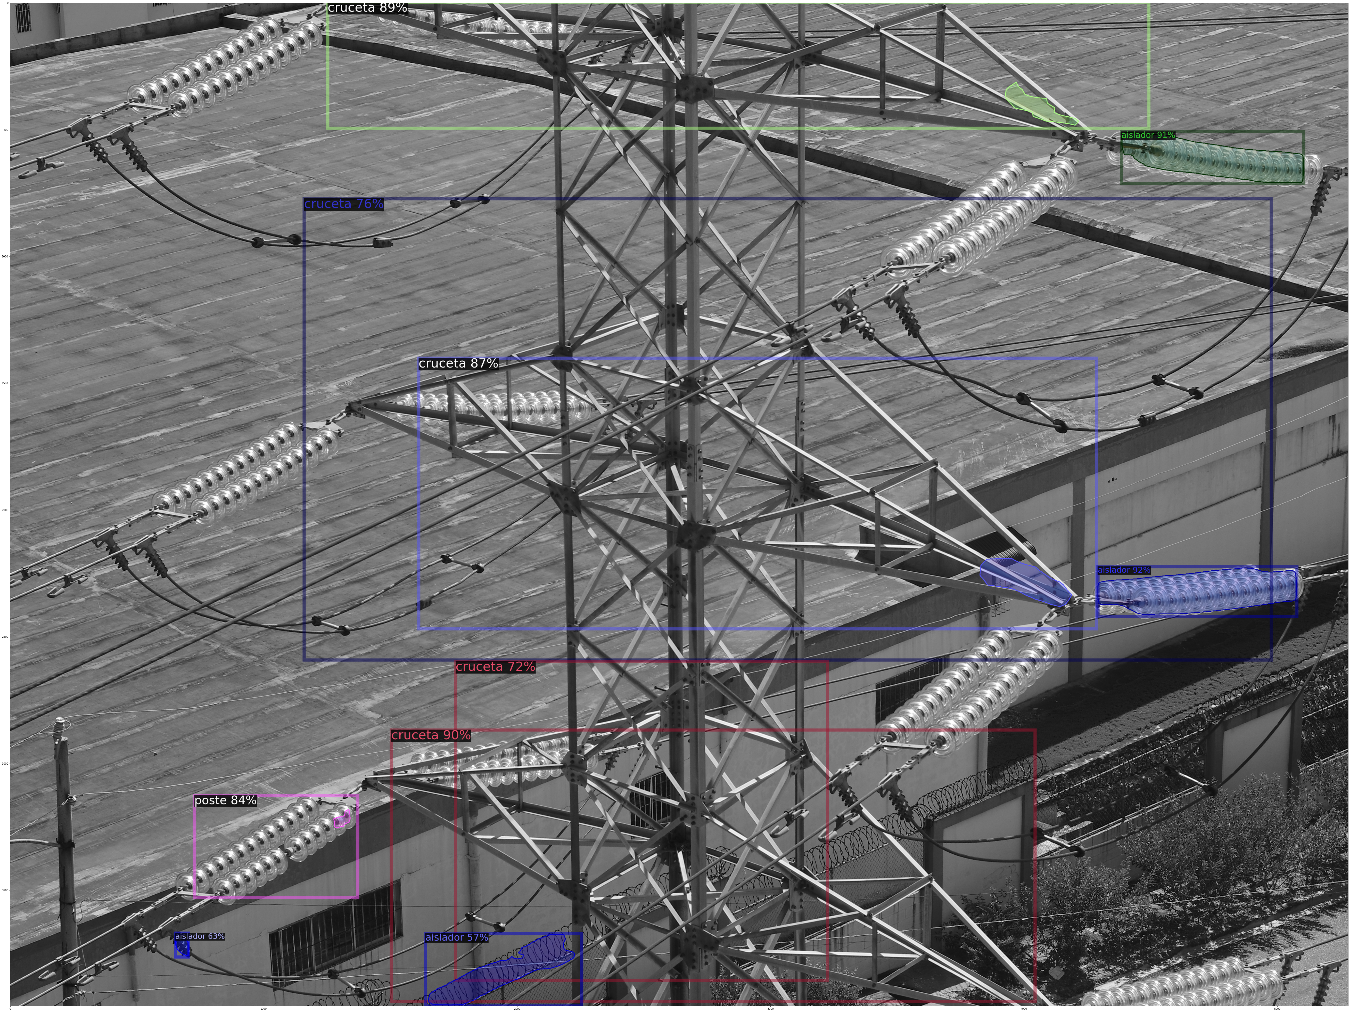 cruceta 89%
aislador 91%
cruceta 76%
cruceta 87%
aislador 92%
cruceta 72%
cruceta 90%
poste 84%
aislador 63%
aislador 57%